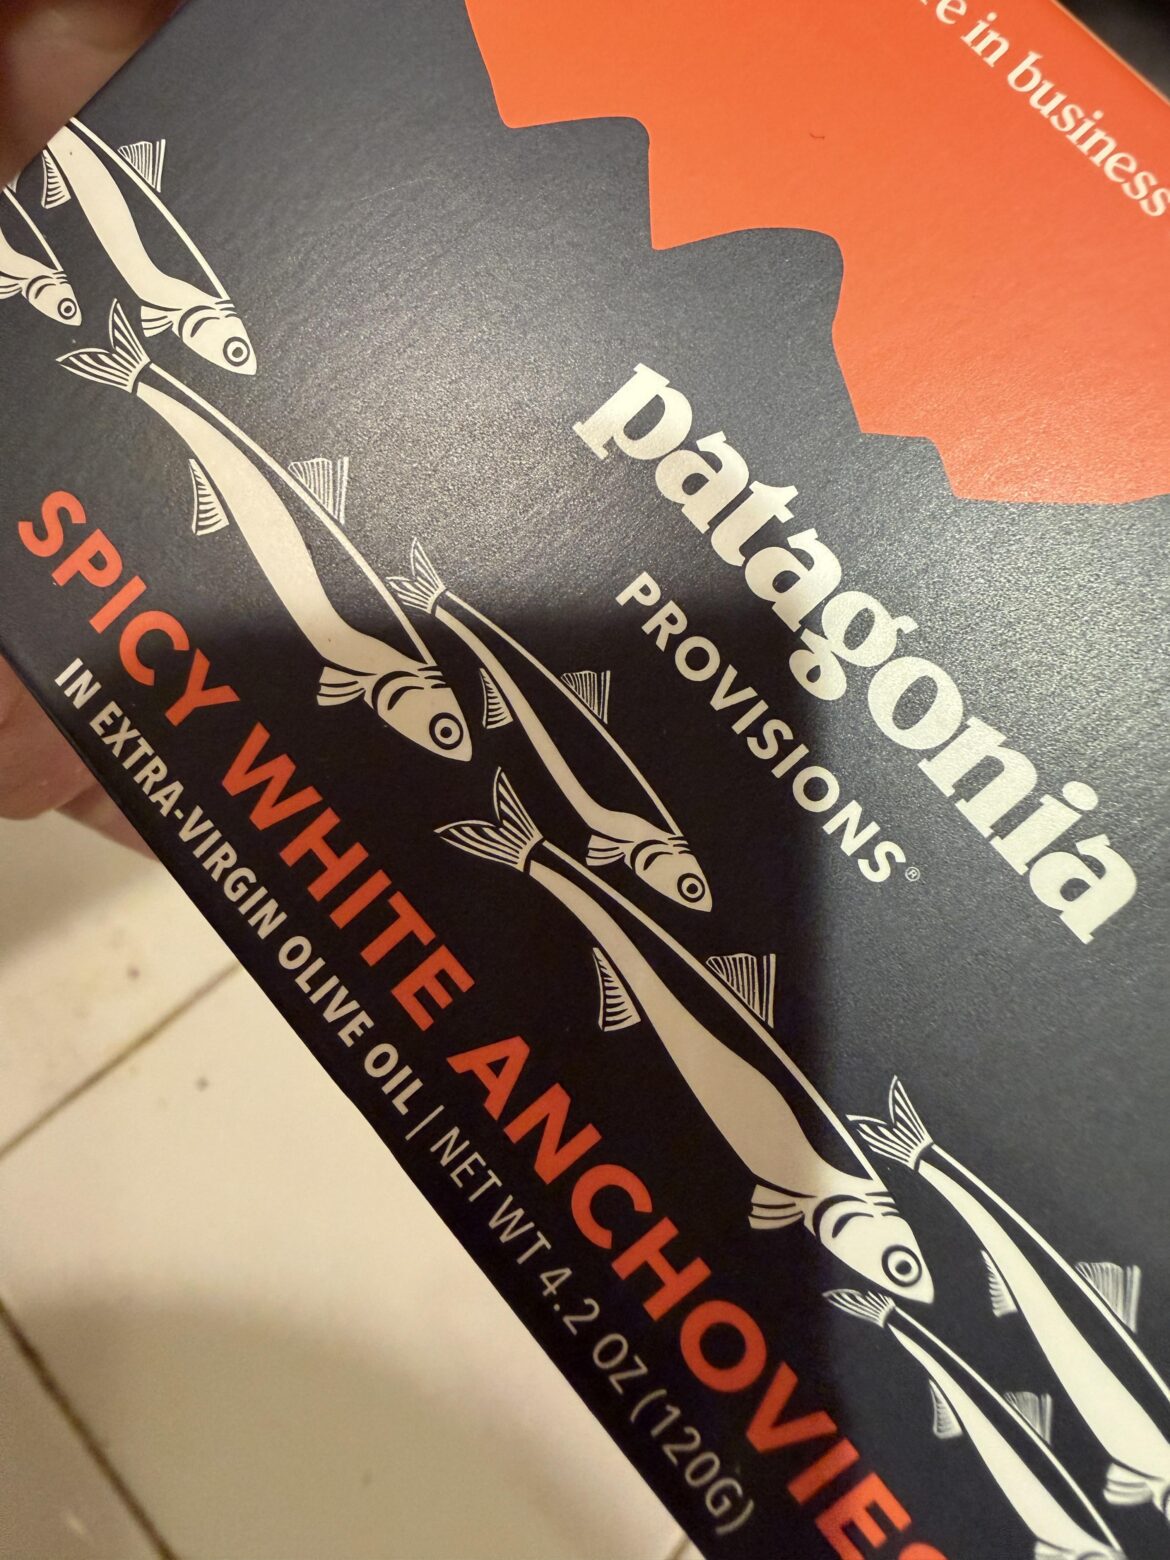 in business
patagonia
PROVISIONS®
SPICY WHITE ANCHOVIES
IN EXTRA-VIRGIN OLIVE OIL | NET WT 4.2 OZ (120G)